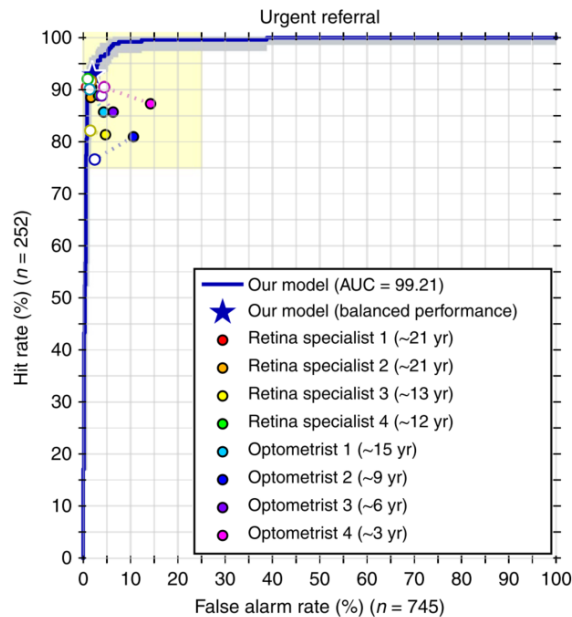 Urgent referral
100
90
80
70
60
50
40
30
20
10
0
Hit rate (%) (n = 252)
Our model (AUC = 99.21)
Our model (balanced performance)
Retina specialist 1 (~21 yr)
Retina specialist 2 (~21 yr)
Retina specialist 3 (~13 yr)
Retina specialist 4 (~12 yr)
Optometrist 1 (~15 yr)
Optometrist 2 (~9 yr)
Optometrist 3 (~6 yr)
Optometrist 4 (~3 yr)
0 10 20 30 40 50 60 70 80 90 100
False alarm rate (%) (n = 745)